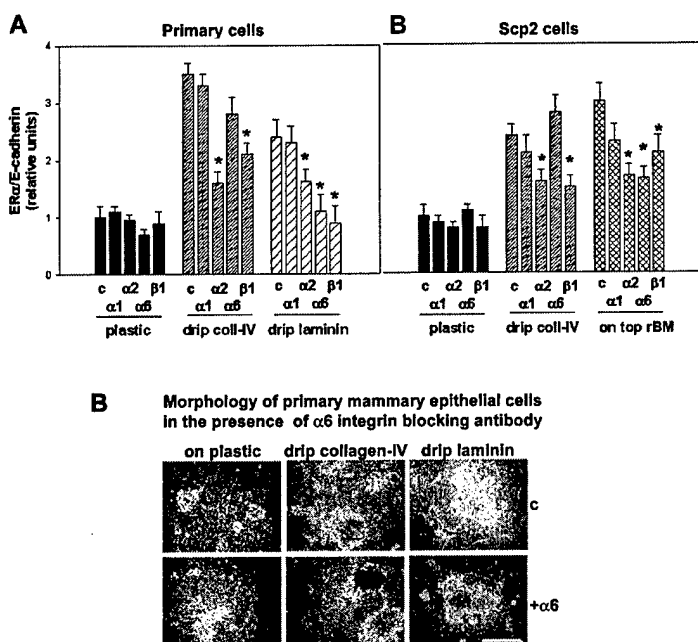 A
Primary cells
ERα/E-cadherin
(relative units)
4
3
2
1
0
* * * * *
c α2 β1 c α2 β1 c α2 β1
α1 α6 α1 α6 α1 α6
plastic drip coll-IV drip laminin
B
Scp2 cells
* * * * *
c α2 β1 c α2 β1 c α2 β1
α1 α6 α1 α6 α1 α6
plastic drip coll-IV on top rBM
B
Morphology of primary mammary epithelial cells
in the presence of α6 integrin blocking antibody
on plastic drip collagen-IV drip laminin
c
+α6